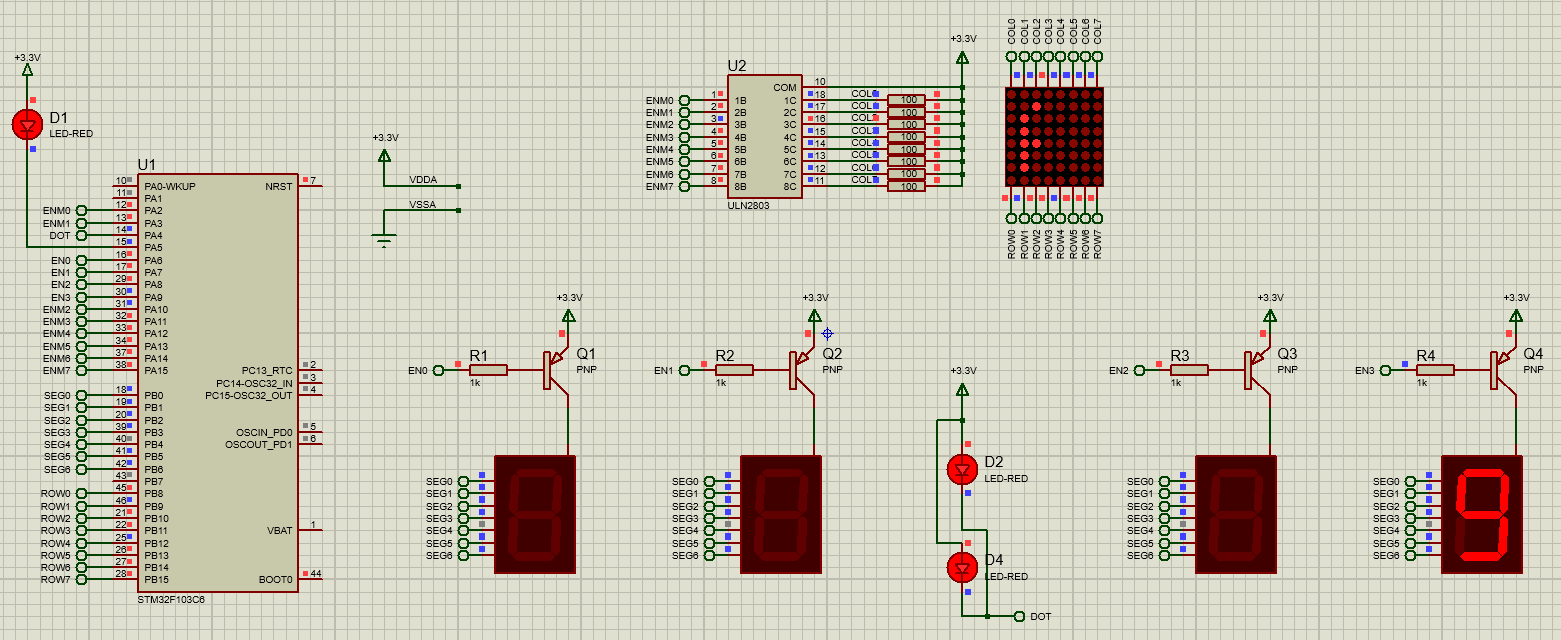 +3.3V
D1
LED-RED
U1
10 PA0-WKUP NRST 7
11 PA1
ENM0 12 PA2
ENM1 13 PA3
DOT 14 PA4
15 PA5
EN0 16 PA6
EN1 17 PA7
EN2 29 PA8
EN3 30 PA9
ENM2 31 PA10
ENM3 32 PA11
ENM4 33 PA12
ENM5 34 PA13
ENM6 37 PA14
ENM7 38 PA15
PC13_RTC 2
PC14-OSC32_IN 3
PC15-OSC32_OUT 4
SEG0 18 PB0
SEG1 19 PB1
SEG2 20 PB2
SEG3 39 PB3
SEG4 40 PB4
SEG5 41 PB5
SEG6 42 PB6
43 PB7
OSCIN_PD0 5
OSCOUT_PD1 6
ROW0 45 PB8
ROW1 46 PB9
ROW2 21 PB10
ROW3 22 PB11
ROW4 25 PB12
ROW5 26 PB13
ROW6 27 PB14
ROW7 28 PB15
VBAT 1
BOOT0 44
STM32F103C6
+3.3V
VDDA
VSSA
U2
COM 10
ENM0 1 1B 1C 18 100
ENM1 2 2B 2C 17 100
ENM2 3 3B 3C 16 100
ENM3 4 4B 4C 15 100
ENM4 5 5B 5C 14 100
ENM5 6 6B 6C 13 100
ENM6 7 7B 7C 12 100
ENM7 8 8B 8C 11 100
ULN2803
+3.3V
COL0 COL1 COL2 COL3 COL4 COL5 COL6 COL7
ROW0 ROW1 ROW2 ROW3 ROW4 ROW5 ROW6 ROW7
+3.3V
EN0 R1 1k Q1 PNP
SEG0
SEG1
SEG2
SEG3
SEG4
SEG5
SEG6
+3.3V
EN1 R2 1k Q2 PNP
SEG0
SEG1
SEG2
SEG3
SEG4
SEG5
SEG6
+3.3V
D2
LED-RED
D4
LED-RED
DOT
+3.3V
EN2 R3 1k Q3 PNP
SEG0
SEG1
SEG2
SEG3
SEG4
SEG5
SEG6
+3.3V
EN3 R4 1k Q4 PNP
SEG0
SEG1
SEG2
SEG3
SEG4
SEG5
SEG6
9